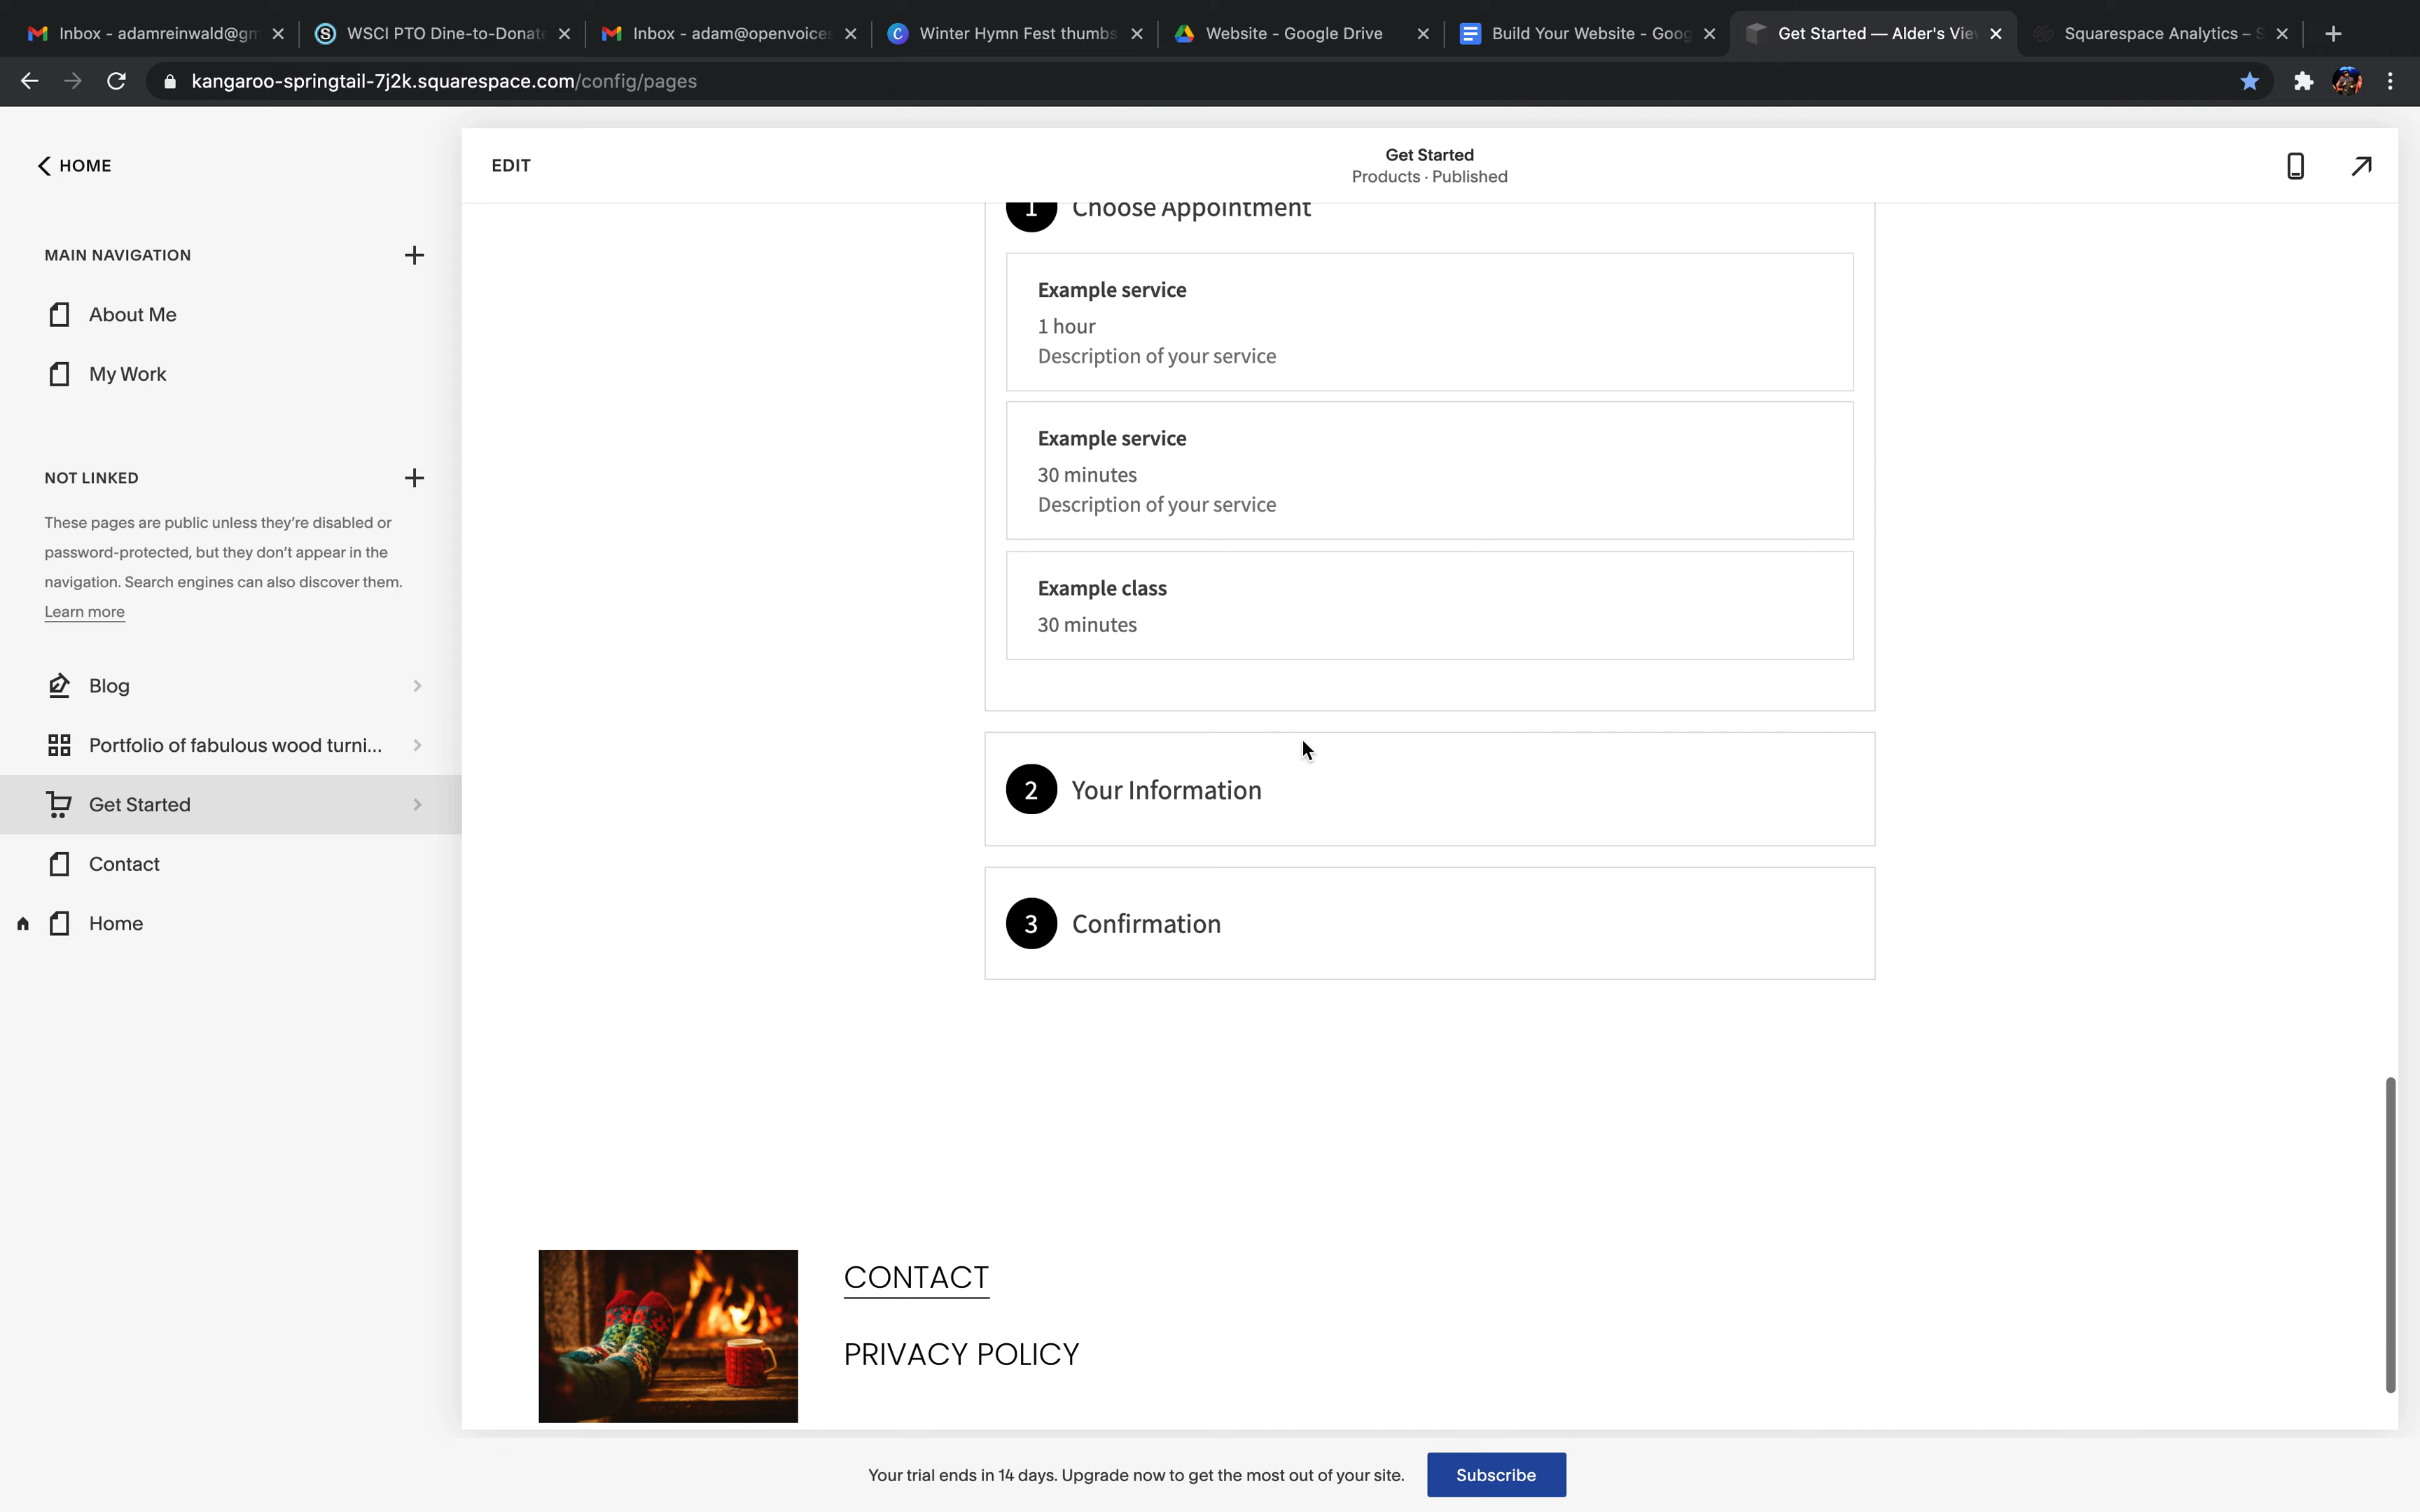 Inbox - adamreinwald@gm
WSCI PTO Dine-to-Donate
Inbox - adam@openvoices
Winter Hymn Fest thumbs
Website - Google Drive
Build Your Website - Goog
Get Started — Alder's Vie
Squarespace Analytics – S
kangaroo-springtail-7j2k.squarespace.com/config/pages
HOME
EDIT
Get Started
Products · Published
MAIN NAVIGATION
About Me
My Work
NOT LINKED
These pages are public unless they're disabled or
password-protected, but they don't appear in the
navigation. Search engines can also discover them.
Learn more
Blog
Portfolio of fabulous wood turni...
Get Started
Contact
Home
1 Choose Appointment
Example service
1 hour
Description of your service
Example service
30 minutes
Description of your service
Example class
30 minutes
2 Your Information
3 Confirmation
CONTACT
PRIVACY POLICY
Your trial ends in 14 days. Upgrade now to get the most out of your site.
Subscribe